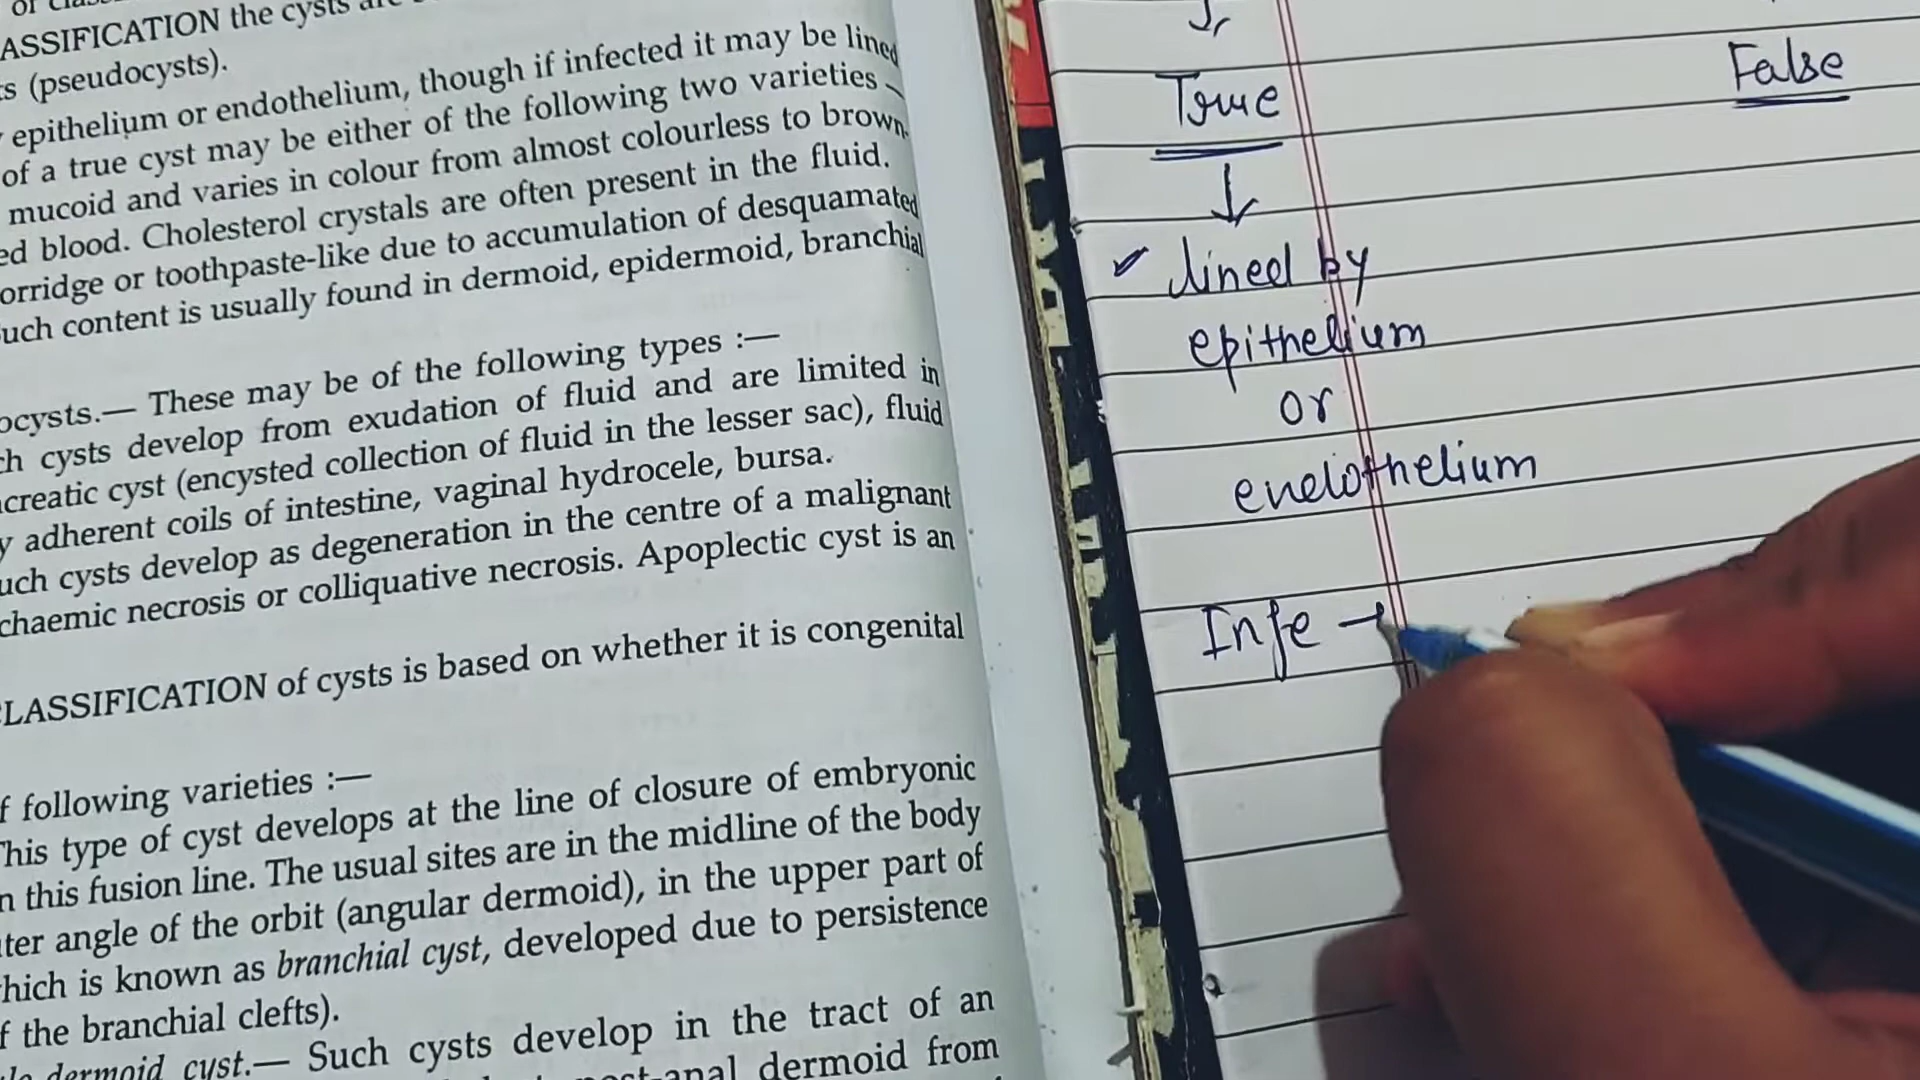 ASSIFICATION the cysts
ts (pseudocysts).
epithelium or endothelium, though if infected it may be lined
of a true cyst may be either of the following two varieties —
mucoid and varies in colour from almost colourless to brown-
ed blood. Cholesterol crystals are often present in the fluid.
orridge or toothpaste-like due to accumulation of desquamated
uch content is usually found in dermoid, epidermoid, branchial
ocysts.— These may be of the following types :—
ch cysts develop from exudation of fluid and are limited in
creatic cyst (encysted collection of fluid in the lesser sac), fluid
y adherent coils of intestine, vaginal hydrocele, bursa.
uch cysts develop as degeneration in the centre of a malignant
chaemic necrosis or colliquative necrosis. Apoplectic cyst is an
CLASSIFICATION of cysts is based on whether it is congenital
f following varieties :—
This type of cyst develops at the line of closure of embryonic
n this fusion line. The usual sites are in the midline of the body
ter angle of the orbit (angular dermoid), in the upper part of
hich is known as branchial cyst, developed due to persistence
f the branchial clefts).
dermoid cyst.— Such cysts develop in the tract of an
post-anal dermoid from
True
False
lined by
epithelium
or
endothelium
Infe